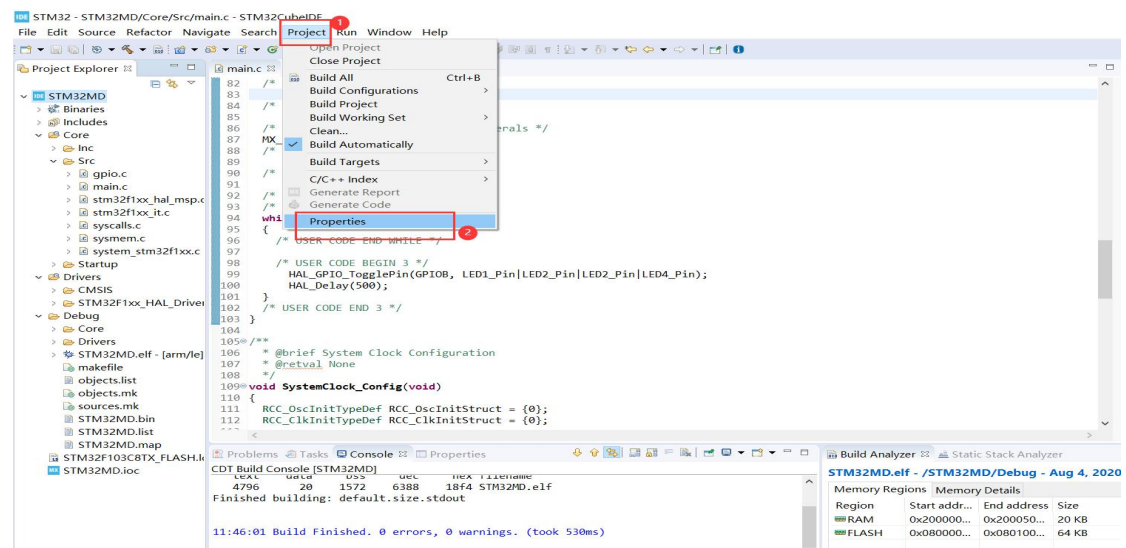 STM32 - STM32MD/Core/Src/main.c - STM32CubeIDE
1
File Edit Source Refactor Navigate Search Project Run Window Help
Project Explorer
main.c
STM32MD
Binaries
Includes
Core
Inc
Src
gpio.c
main.c
stm32f1xx_hal_msp.c
stm32f1xx_it.c
syscalls.c
sysmem.c
system_stm32f1xx.c
Startup
Drivers
CMSIS
STM32F1xx_HAL_Driver
Debug
Core
Drivers
STM32MD.elf - [arm/le]
makefile
objects.list
objects.mk
sources.mk
STM32MD.bin
STM32MD.list
STM32MD.map
STM32F103C8TX_FLASH.l
STM32MD.ioc
Open Project
Close Project
Build All Ctrl+B
Build Configurations >
Build Project
Build Working Set >
Clean...
Build Automatically
Build Targets >
C/C++ Index >
Generate Report
Generate Code
Properties
2
82 /*
83
84 /*
85
86 /* erals */
87 MX_
88 /*
89
90 /*
91
92 /*
93 /*
94 whi
95 {
96 /* USER CODE END WHILE */
97
98 /* USER CODE BEGIN 3 */
99 HAL_GPIO_TogglePin(GPIOB, LED1_Pin|LED2_Pin|LED2_Pin|LED4_Pin);
100 HAL_Delay(500);
101 }
102 /* USER CODE END 3 */
103 }
104
105 /**
106 * @brief System Clock Configuration
107 * @retval None
108 */
109 void SystemClock_Config(void)
110 {
111 RCC_OscInitTypeDef RCC_OscInitStruct = {0};
112 RCC_ClkInitTypeDef RCC_ClkInitStruct = {0};
Problems Tasks Console Properties
CDT Build Console [STM32MD]
text data bss dec hex filename
4796 20 1572 6388 18f4 STM32MD.elf
Finished building: default.size.stdout
11:46:01 Build Finished. 0 errors, 0 warnings. (took 530ms)
Build Analyzer Static Stack Analyzer
STM32MD.elf - /STM32MD/Debug - Aug 4, 2020
Memory Regions Memory Details
Region Start addr... End address Size
RAM 0x200000... 0x200050... 20 KB
FLASH 0x080000... 0x080100... 64 KB